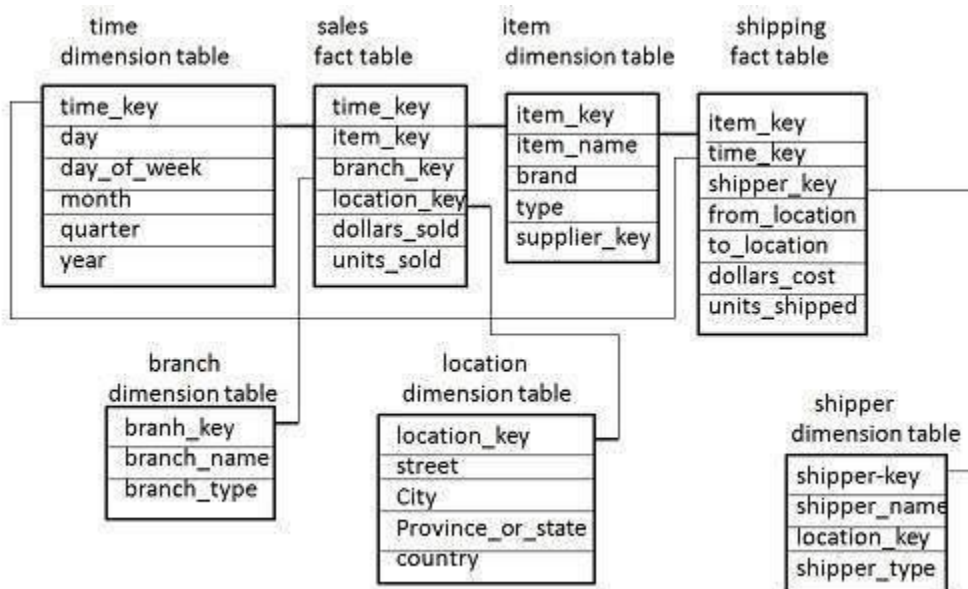 time
dimension table
time_key
day
day_of_week
month
quarter
year
sales
fact table
time_key
item_key
branch_key
location_key
dollars_sold
units_sold
item
dimension table
item_key
item_name
brand
type
supplier_key
shipping
fact table
item_key
time_key
shipper_key
from_location
to_location
dollars_cost
units_shipped
branch
dimension table
branh_key
branch_name
branch_type
location
dimension table
location_key
street
City
Province_or_state
country
shipper
dimension table
shipper-key
shipper_name
location_key
shipper_type